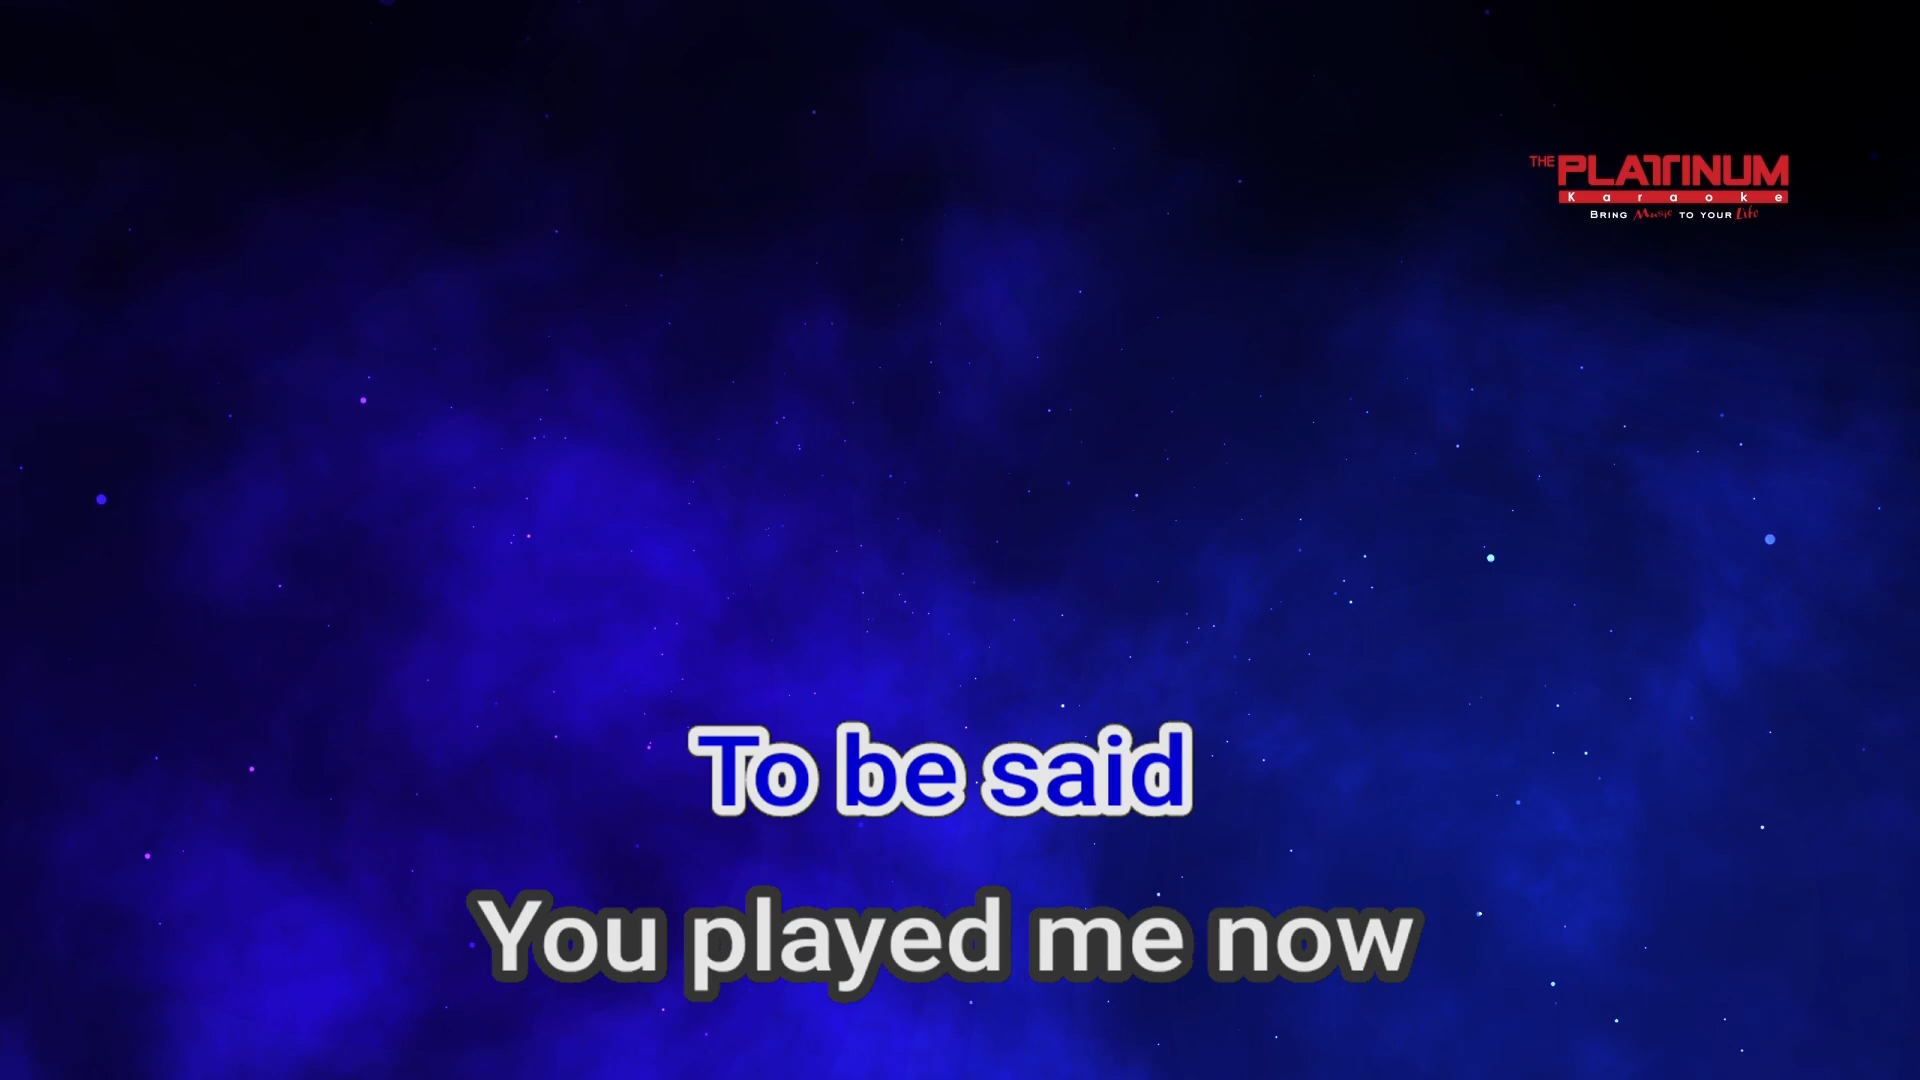 THE PLATINUM
Karaoke
BRING Music TO YOUR Life
To be said
You played me now